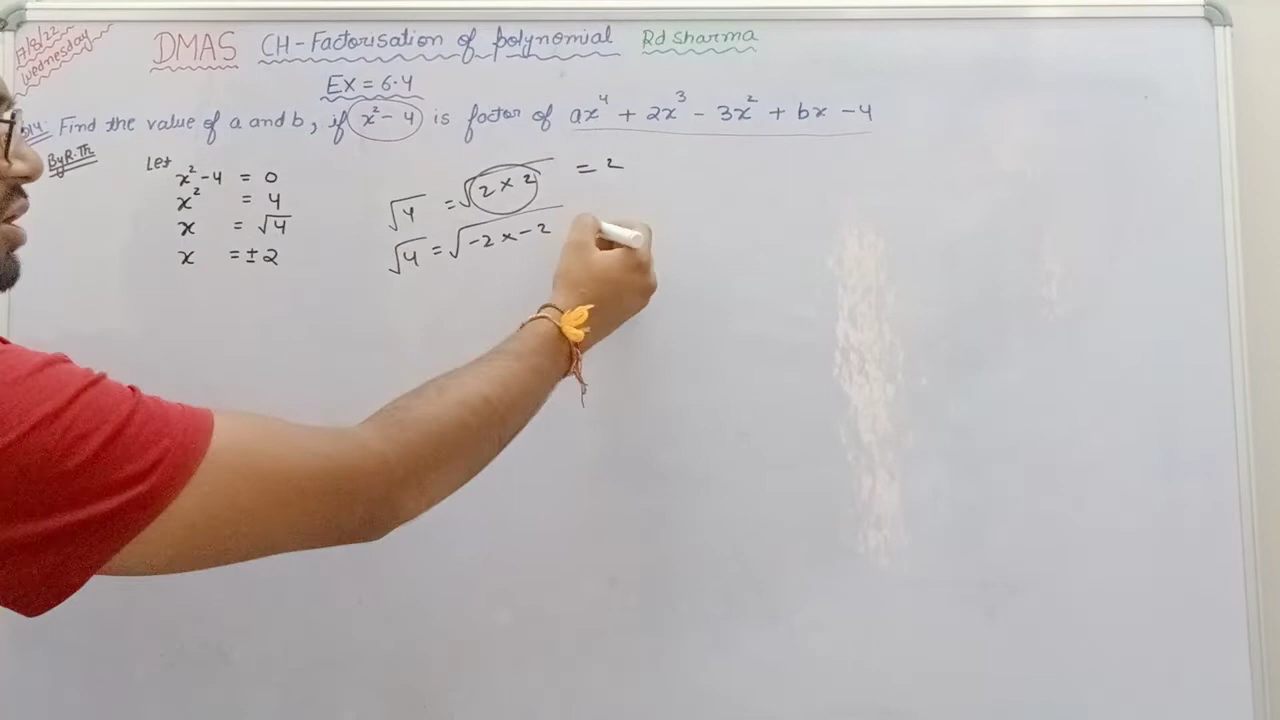 17/8/22
Wednesday
DMAS CH-Factorisation of polynomial Rd Sharma
EX = 6.4
Find the value of a and b, if x² - 4 is factor of ax⁴ + 2x³ - 3x² + bx - 4
By R.Th
Let
x² - 4 = 0
x² = 4
x = √4
x = ± 2
√4 = √2 × 2 = 2
√4 = √-2 × -2